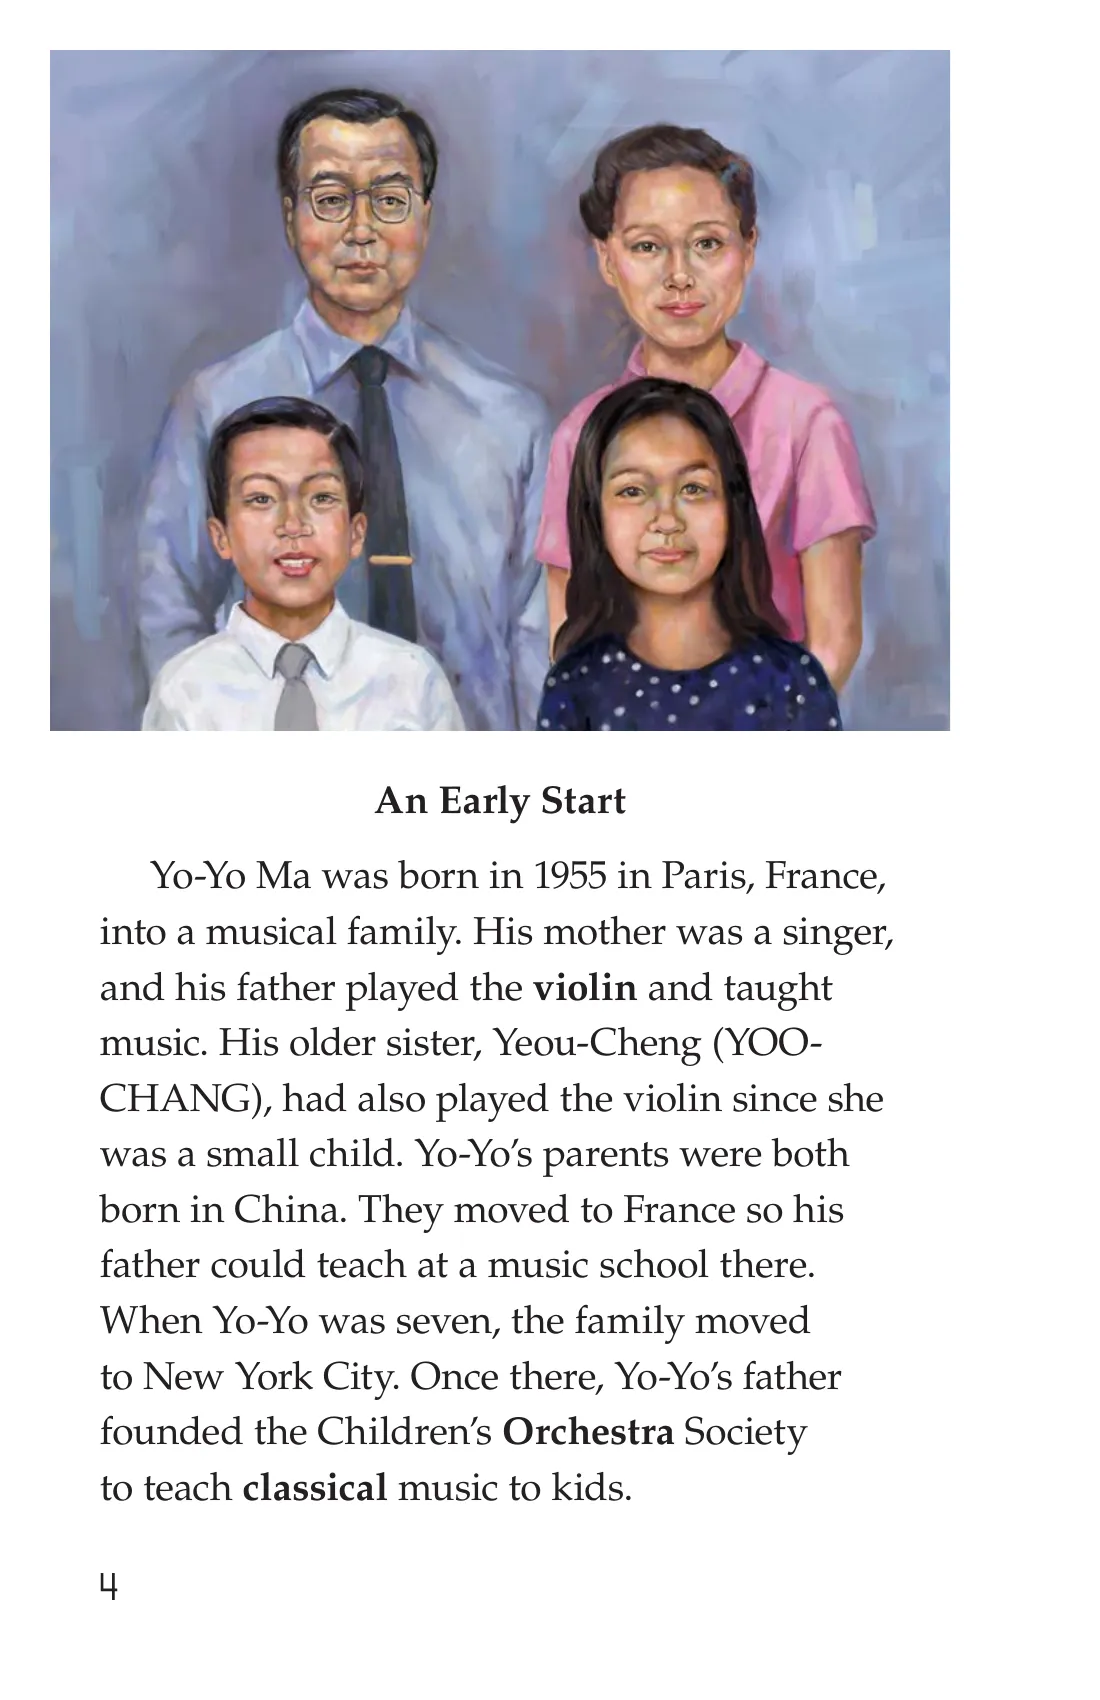 An Early Start
Yo-Yo Ma was born in 1955 in Paris, France,
into a musical family. His mother was a singer,
and his father played the violin and taught
music. His older sister, Yeou-Cheng (YOO-
CHANG), had also played the violin since she
was a small child. Yo-Yo’s parents were both
born in China. They moved to France so his
father could teach at a music school there.
When Yo-Yo was seven, the family moved
to New York City. Once there, Yo-Yo’s father
founded the Children’s Orchestra Society
to teach classical music to kids.
4